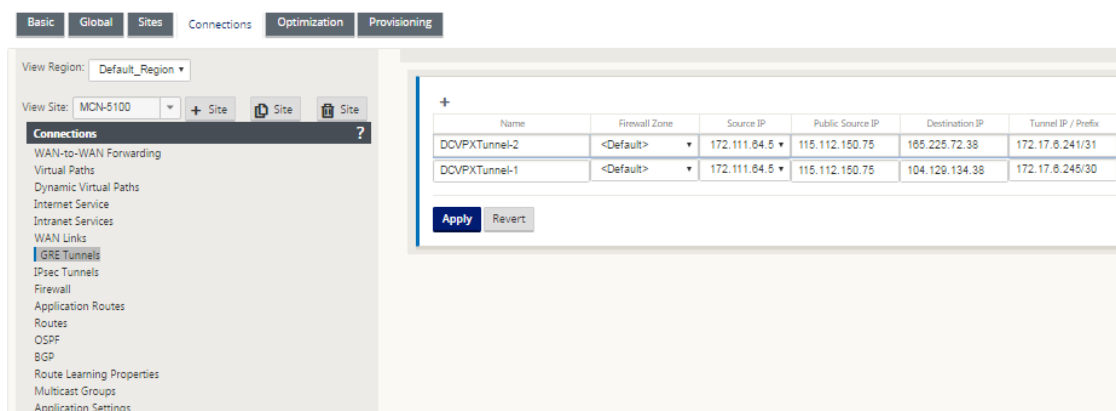 Basic Global Sites Connections Optimization Provisioning
View Region: Default_Region
View Site: MCN-5100 + Site Site Site
Connections ?
WAN-to-WAN Forwarding
Virtual Paths
Dynamic Virtual Paths
Internet Service
Intranet Services
WAN Links
GRE Tunnels
IPsec Tunnels
Firewall
Application Routes
Routes
OSPF
BGP
Route Learning Properties
Multicast Groups
Application Settings
+
Name Firewall Zone Source IP Public Source IP Destination IP Tunnel IP / Prefix
DCVPXTunnel-2 <Default> 172.111.64.5 115.112.150.75 165.225.72.38 172.17.6.241/31
DCVPXTunnel-1 <Default> 172.111.64.5 115.112.150.75 104.129.134.38 172.17.6.245/30
Apply Revert